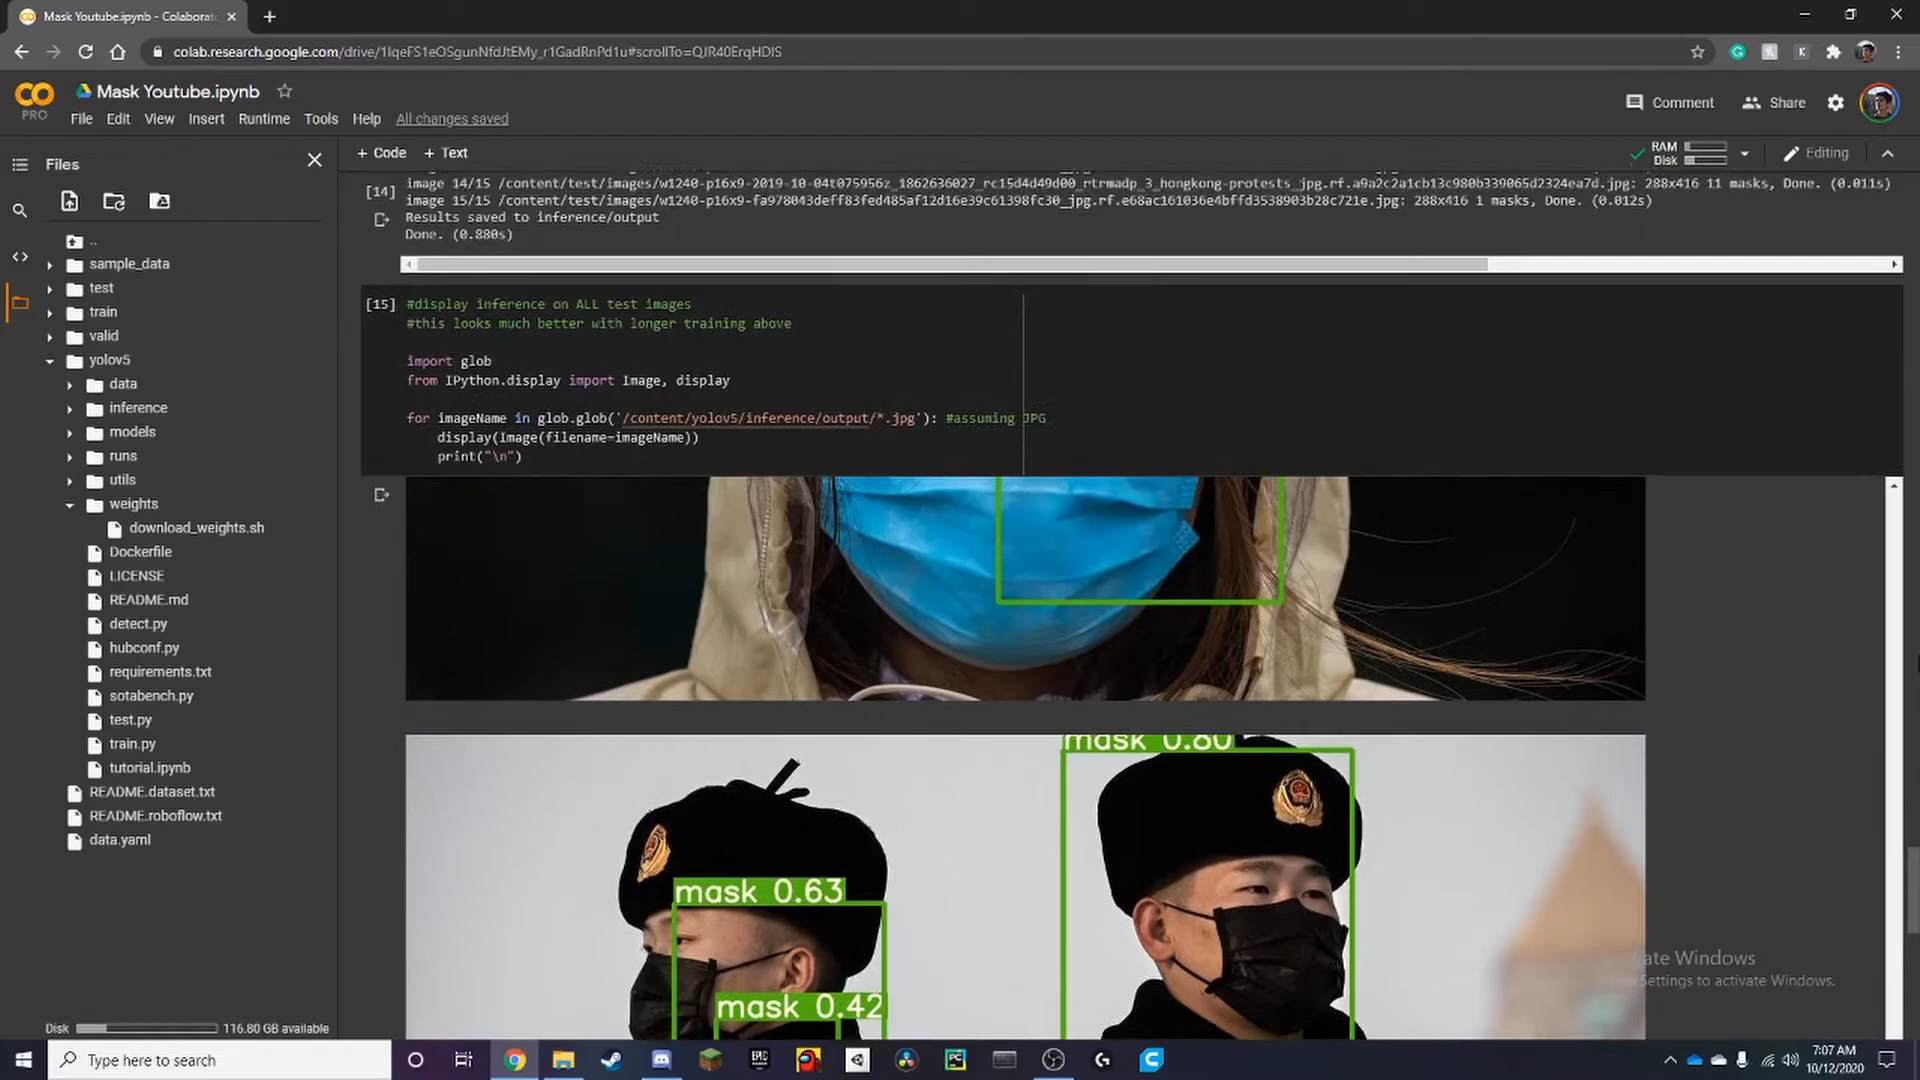 Mask Youtube.ipynb - Colaborat
colab.research.google.com/drive/1IqeFS1eOSgunNfdJtEMy_r1GadRnPd1u#scrollTo=QJR40ErqHDIS
CO
PRO
Mask Youtube.ipynb
File Edit View Insert Runtime Tools Help All changes saved
Comment
Share
Files
+ Code + Text
RAM
Disk
Editing
..
sample_data
test
train
valid
yolov5
data
inference
models
runs
utils
weights
download_weights.sh
Dockerfile
LICENSE
README.md
detect.py
hubconf.py
requirements.txt
sotabench.py
test.py
train.py
tutorial.ipynb
README.dataset.txt
README.roboflow.txt
data.yaml
Disk 116.80 GB available
[14]
image 14/15 /content/test/images/w1240-p16x9-2019-10-04t075956z_1862636027_rc15d4d49d00_rtrmadp_3_hongkong-protests_jpg.rf.a9a2c2a1cb13c980b339065d2324ea7d.jpg: 288x416 11 masks, Done. (0.011s)
image 15/15 /content/test/images/w1240-p16x9-fa978043deff83fed485af12d16e39c61398fc30_jpg.rf.e68ac161036e4bffd3538903b28c721e.jpg: 288x416 1 masks, Done. (0.012s)
Results saved to inference/output
Done. (0.880s)
[15]
#display inference on ALL test images
#this looks much better with longer training above
import glob
from IPython.display import Image, display
for imageName in glob.glob('/content/yolov5/inference/output/*.jpg'): #assuming JPG
display(Image(filename=imageName))
print("\n")
mask 0.80
mask 0.63
mask 0.42
ate Windows
Settings to activate Windows.
Type here to search
7:07 AM
10/12/2020